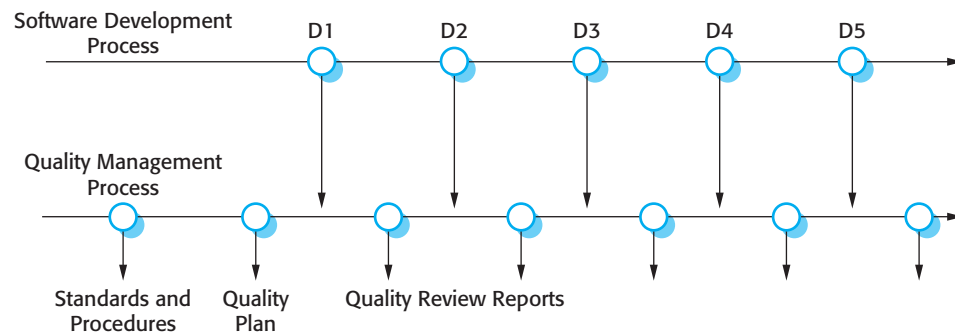 Software Development
Process
D1 D2 D3 D4 D5
Quality Management
Process
Standards and
Procedures
Quality
Plan
Quality Review Reports